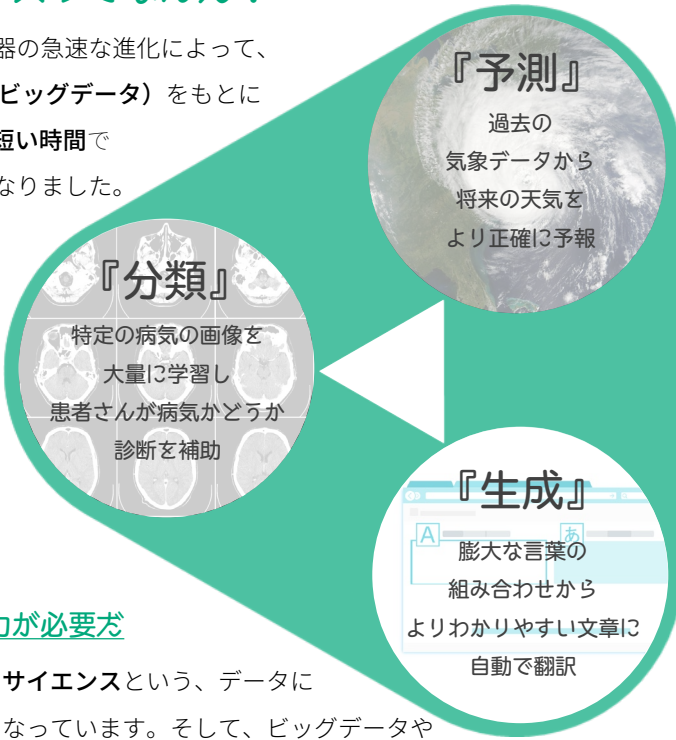 器の急速な進化によって、
ビッグデータ）をもとに
短い時間で
なりました。
『予測』
過去の
気象データから
将来の天気を
より正確に予報
『分類』
特定の病気の画像を
大量に学習し
患者さんが病気かどうか
診断を補助
『生成』
A
あ
膨大な言葉の
組み合わせから
よりわかりやすい文章に
自動で翻訳
が必要だ
サイエンスという、データに
なっています。そして、ビッグデータや